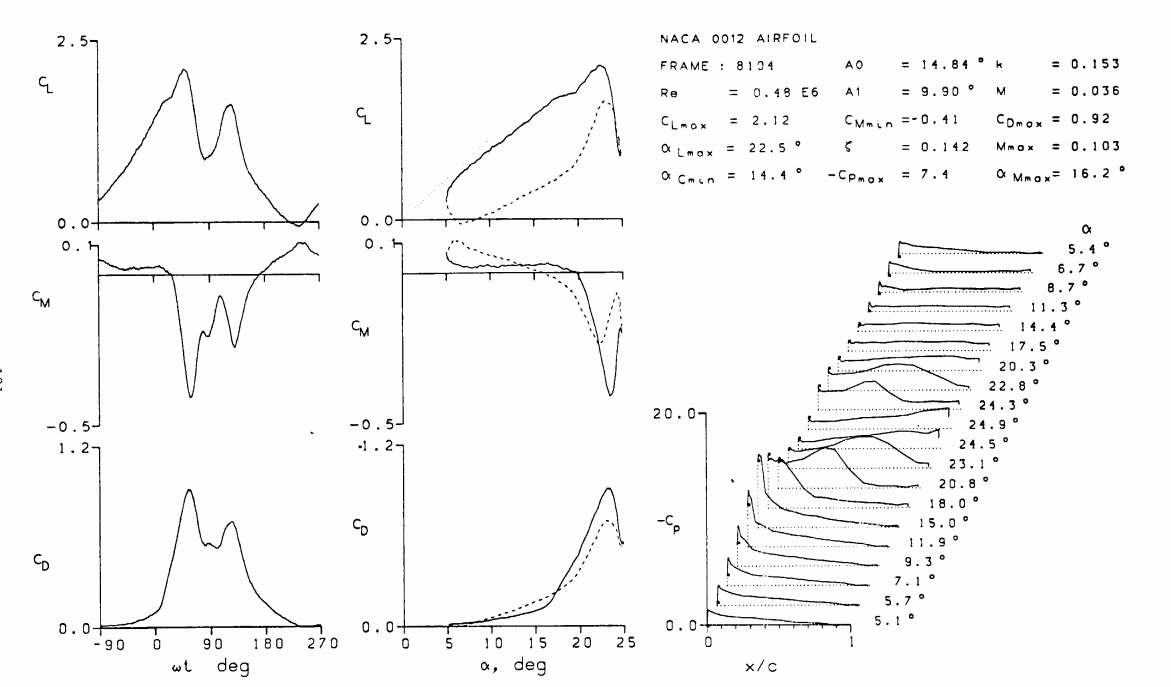 NACA 0012 AIRFOIL
FRAME : 8104 A0 = 14.84 ° k = 0.153
Re = 0.48 E6 A1 = 9.90 ° M = 0.036
CLmax = 2.12 CMmin =-0.41 CDmax = 0.92
αLmax = 22.5 ° ζ = 0.142 Mmax = 0.103
αCmin = 14.4 ° -CPmax = 7.4 αMmax= 16.2 °
2.5
CL
0.0
0.1
CM
-0.5
1.2
CD
0.0
-90 0 90 180 270
ωt deg
2.5
CL
0.0
0.1
CM
-0.5
1.2
CD
0.0
0 5 10 15 20 25
α, deg
α
5.4 °
6.7 °
8.7 °
11.3 °
14.4 °
17.5 °
20.3 °
22.8 °
24.3 °
24.9 °
24.5 °
23.1 °
20.8 °
18.0 °
15.0 °
11.9 °
9.3 °
7.1 °
5.7 °
5.1 °
20.0
-Cp
0.0
0 1
x/c